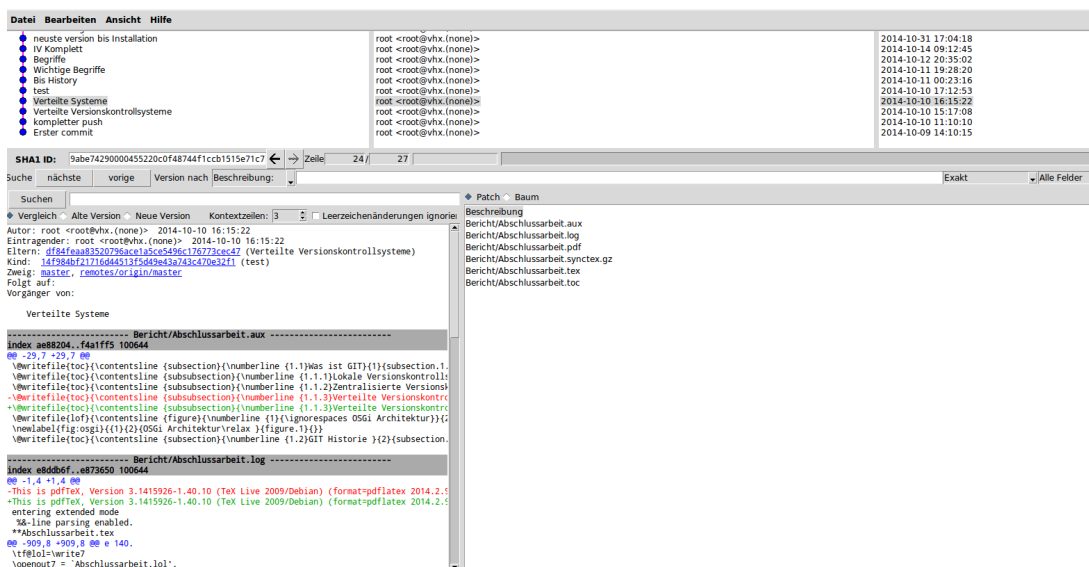 Datei Bearbeiten Ansicht Hilfe
neuste version bis Installation root <root@vhx.(none)> 2014-10-31 17:04:18
IV Komplett root <root@vhx.(none)> 2014-10-14 09:12:45
Begriffe root <root@vhx.(none)> 2014-10-12 20:35:02
Wichtige Begriffe root <root@vhx.(none)> 2014-10-11 19:28:20
Bis History root <root@vhx.(none)> 2014-10-11 00:23:16
test root <root@vhx.(none)> 2014-10-10 17:12:53
Verteilte Systeme root <root@vhx.(none)> 2014-10-10 16:15:22
Verteilte Versionskontrollsysteme root <root@vhx.(none)> 2014-10-10 15:17:08
kompletter push root <root@vhx.(none)> 2014-10-10 11:10:10
Erster commit root <root@vhx.(none)> 2014-10-09 14:10:15
SHA1 ID: 9abe74290000455220c0f48744f1ccb1515e71c7 Zeile 24 / 27
Suche nächste vorige Version nach Beschreibung: Exakt Alle Felder
Suchen
Vergleich Alte Version Neue Version Kontextzeilen: 3 Leerzeichenänderungen ignorie
Autor: root <root@vhx.(none)> 2014-10-10 16:15:22
Eintragender: root <root@vhx.(none)> 2014-10-10 16:15:22
Eltern: df84feaa83520796ace1a5ce5496c176773cec47 (Verteilte Versionskontrollsysteme)
Kind: 14f984bf21716d44513f5d49e43a743c470e32f1 (test)
Zweig: master, remotes/origin/master
Folgt auf:
Vorgänger von:
Verteilte Systeme
------------------------ Bericht/Abschlussarbeit.aux ------------------------
index ae88204..f4a1ff5 100644
@@ -29,7 +29,7 @@
\@writefile{toc}{\contentsline {subsection}{\numberline {1.1}Was ist GIT}{1}{subsection.1.
\@writefile{toc}{\contentsline {subsubsection}{\numberline {1.1.1}Lokale Versionskontrolls
\@writefile{toc}{\contentsline {subsubsection}{\numberline {1.1.2}Zentralisierte Versionsk
-\@writefile{toc}{\contentsline {subsubsection}{\numberline {1.1.3}Verteilte Versionskontro
+\@writefile{toc}{\contentsline {subsubsection}{\numberline {1.1.3}Verteilte Versionskontro
\@writefile{lof}{\contentsline {figure}{\numberline {1}{\ignorespaces OSGi Architektur}}{2
\newlabel{fig:osgi}{{1}{2}{OSGi Architektur\relax }{figure.1}{}}
\@writefile{toc}{\contentsline {subsection}{\numberline {1.2}GIT Historie }{2}{subsection.
------------------------ Bericht/Abschlussarbeit.log ------------------------
index e8ddb6f..e873650 100644
@@ -1,4 +1,4 @@
-This is pdfTeX, Version 3.1415926-1.40.10 (TeX Live 2009/Debian) (format=pdflatex 2014.2.9
+This is pdfTeX, Version 3.1415926-1.40.10 (TeX Live 2009/Debian) (format=pdflatex 2014.2.9
entering extended mode
%&-line parsing enabled.
**Abschlussarbeit.tex
@@ -909,8 +909,8 @@ e 140.
\tf@lol=\write7
\openout7 = `Abschlussarbeit.lol'.
Patch Baum
Beschreibung
Bericht/Abschlussarbeit.aux
Bericht/Abschlussarbeit.log
Bericht/Abschlussarbeit.pdf
Bericht/Abschlussarbeit.synctex.gz
Bericht/Abschlussarbeit.tex
Bericht/Abschlussarbeit.toc